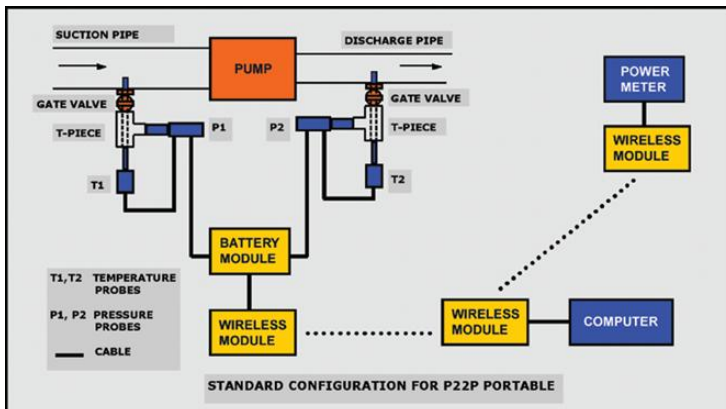 SUCTION PIPE
DISCHARGE PIPE
PUMP
POWER
METER
GATE VALVE
GATE VALVE
T-PIECE
P1
P2
T-PIECE
WIRELESS
MODULE
T1
T2
BATTERY
MODULE
T1,T2 TEMPERATURE
PROBES
P1, P2 PRESSURE
PROBES
CABLE
WIRELESS
MODULE
WIRELESS
MODULE
COMPUTER
STANDARD CONFIGURATION FOR P22P PORTABLE